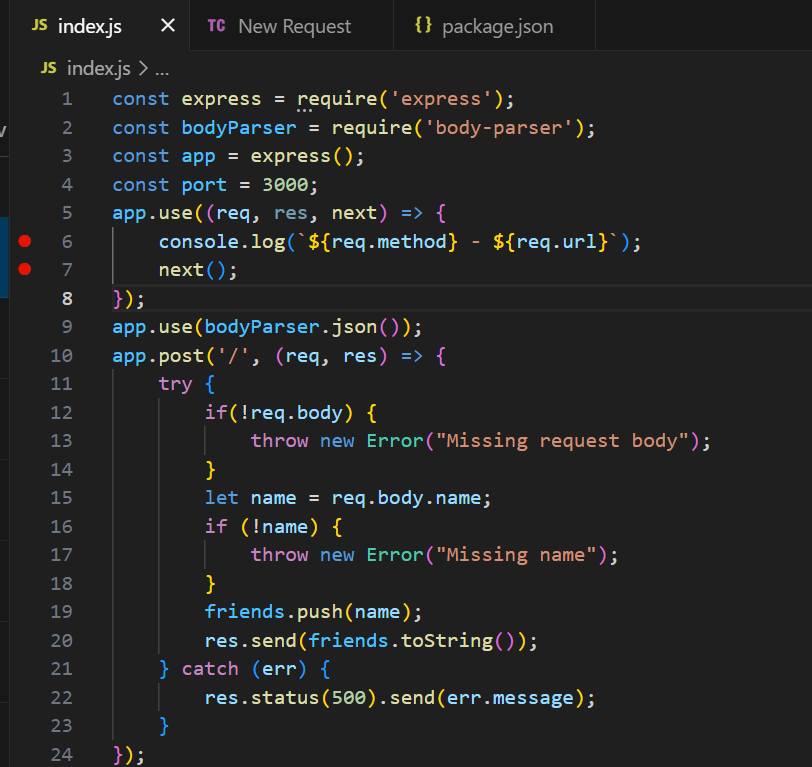 JS index.js × TC New Request {} package.json
JS index.js > ...
1 const express = require('express');
2 const bodyParser = require('body-parser');
3 const app = express();
4 const port = 3000;
5 app.use((req, res, next) => {
6     console.log(`${req.method} - ${req.url}`);
7     next();
8 });
9 app.use(bodyParser.json());
10 app.post('/', (req, res) => {
11     try {
12         if(!req.body) {
13             throw new Error("Missing request body");
14         }
15         let name = req.body.name;
16         if (!name) {
17             throw new Error("Missing name");
18         }
19         friends.push(name);
20         res.send(friends.toString());
21     } catch (err) {
22         res.status(500).send(err.message);
23     }
24 });